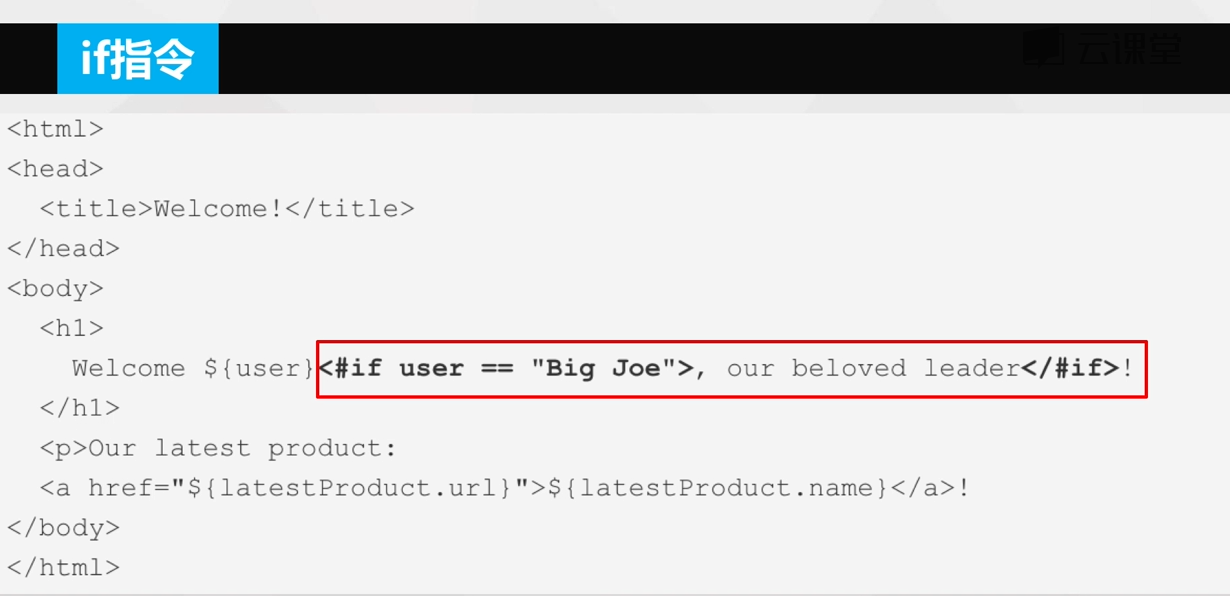 if指令
云课堂
<html>
<head>
  <title>Welcome!</title>
</head>
<body>
  <h1>
    Welcome ${user}<#if user == "Big Joe">, our beloved leader</#if>!
  </h1>
  <p>Our latest product:
  <a href="${latestProduct.url}">${latestProduct.name}</a>!
</body>
</html>